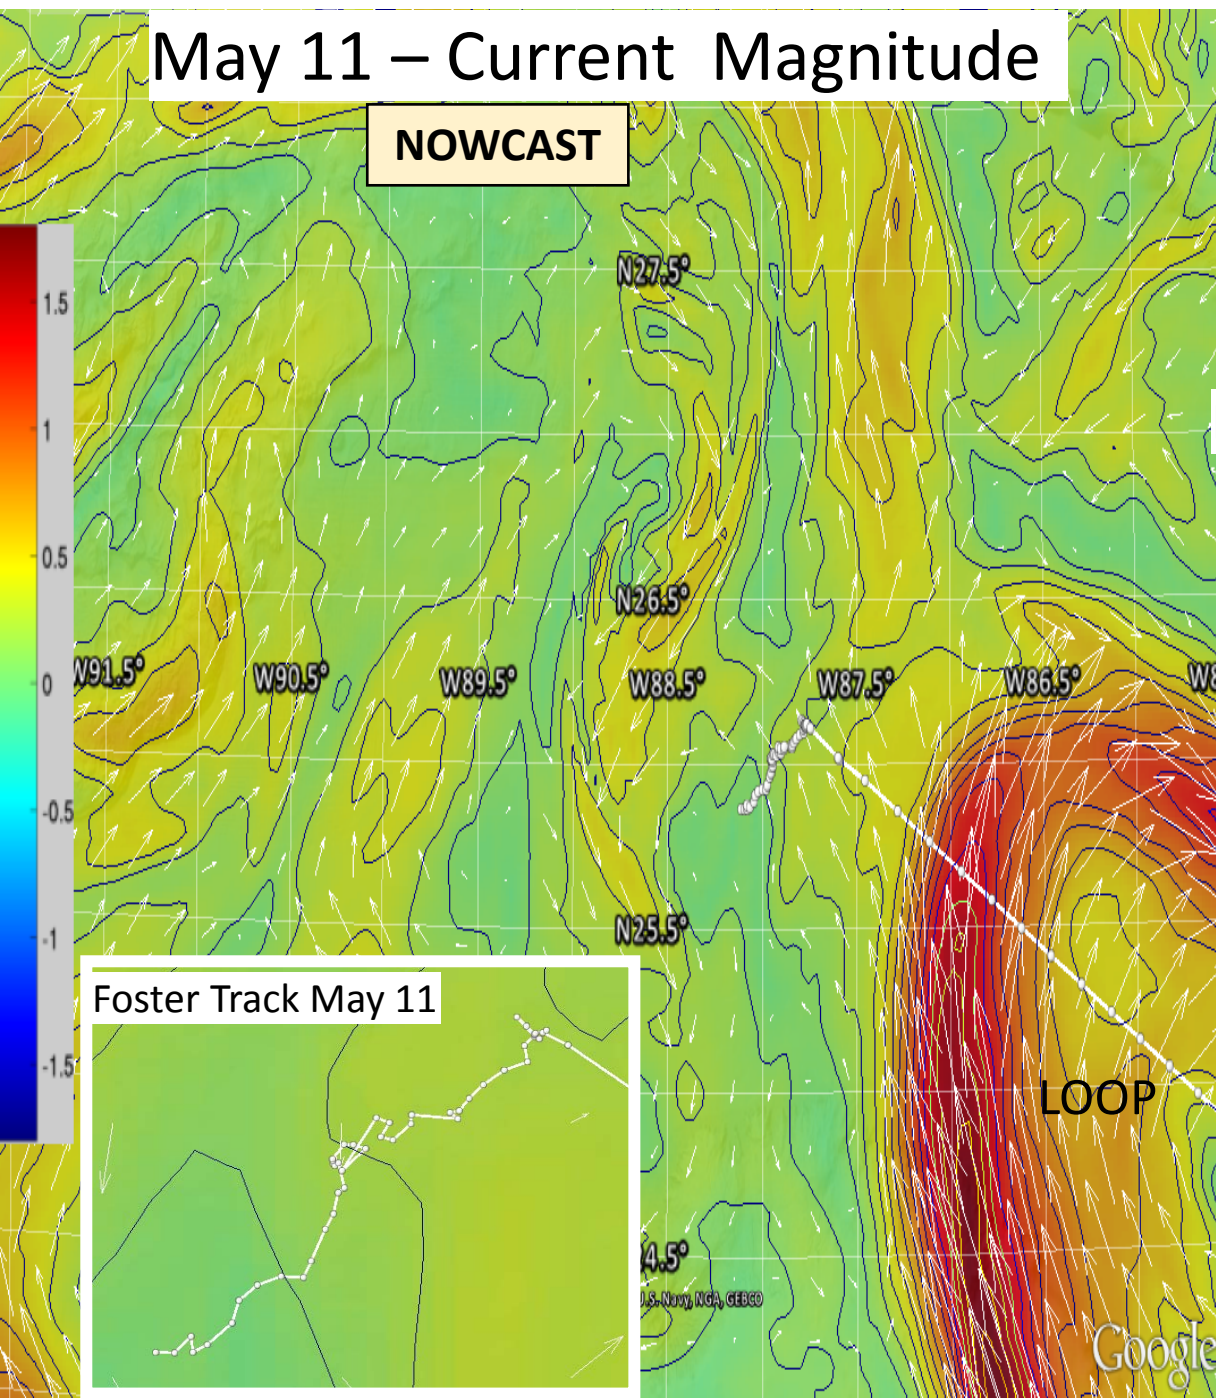 May 11 – Current  Magnitude
NOWCAST
N27.5°
1.5
1
0.5
N26.5°
W91.5°
W90.5°
W89.5°
W88.5°
W87.5°
W86.5°
W8
0
-0.5
N25.5°
-1
Foster Track May 11
-1.5
LOOP
4.5°
U.S. Navy, NGA, GEBCO
Google